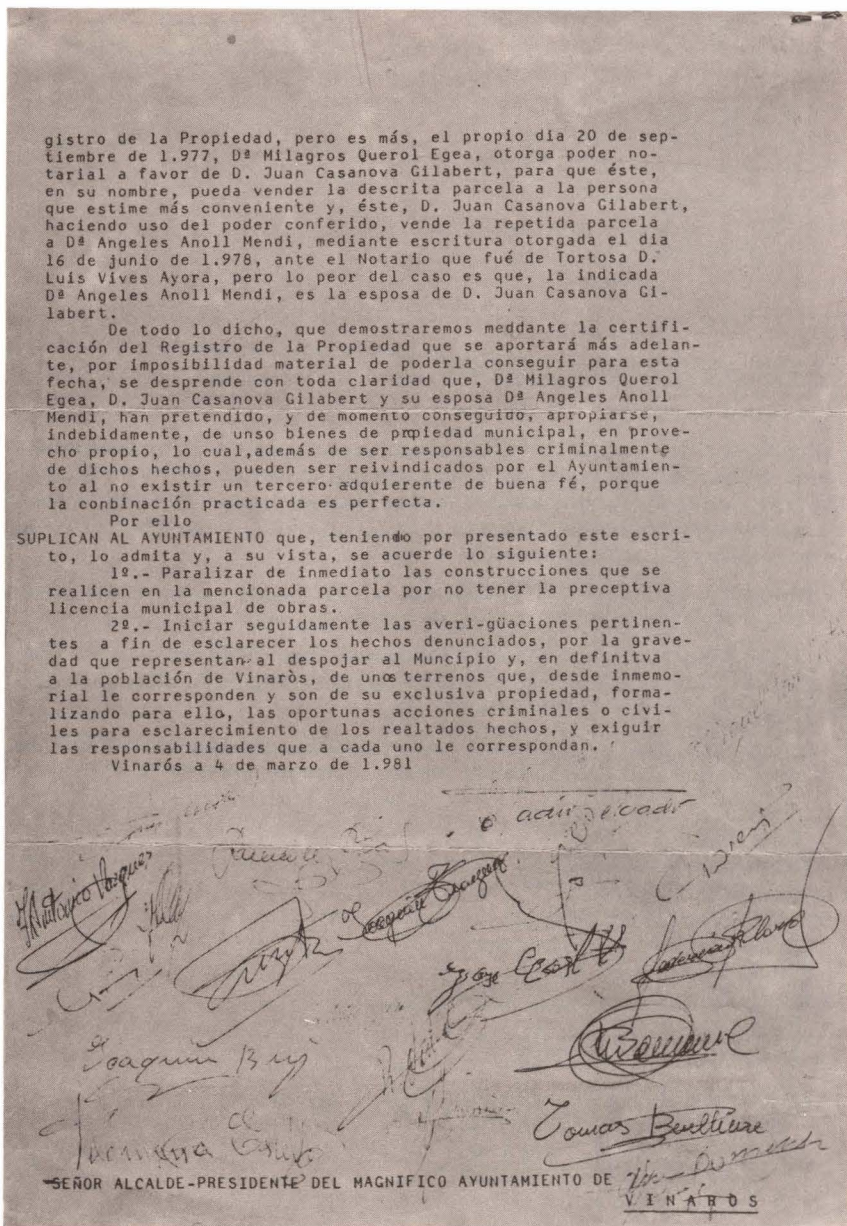 gistro de la Propiedad, pero es más, el propio dia 20 de sep-
tiembre de 1.977, Dª Milagros Querol Egea, otorga poder no-
tarial a favor de D. Juan Casanova Gilabert, para que éste,
en su nombre, pueda vender la descrita parcela a la persona
que estime más conveniente y, éste, D. Juan Casanova Gilabert,
haciendo uso del poder conferido, vende la repetida parcela
a Dª Angeles Anoll Mendi, mediante escritura otorgada el dia
16 de junio de 1.978, ante el Notario que fué de Tortosa D.
Luis Vives Ayora, pero lo peor del caso es que, la indicada
Dª Angeles Anoll Mendi, es la esposa de D. Juan Casanova Gi-
labert.
De todo lo dicho, que demostraremos meddante la certifi-
cación del Registro de la Propiedad que se aportará más adelan-
te, por imposibilidad material de poderla conseguir para esta
fecha, se desprende con toda claridad que, Dª Milagros Querol
Egea, D. Juan Casanova Gilabert y su esposa Dª Angeles Anoll
Mendi, han pretendido, y de momento conseguido, apropiarse,
indebidamente, de unso bienes de prpiedad municipal, en prove-
cho propio, lo cual,además de ser responsables criminalmente
de dichos hechos, pueden ser reivindicados por el Ayuntamien-
to al no existir un tercero adquierente de buena fé, porque
la conbinación practicada es perfecta.
Por ello
SUPLICAN AL AYUNTAMIENTO que, teniendo por presentado este escri-
to, lo admita y, a su vista, se acuerde lo siguiente:
1º.- Paralizar de inmediato las construcciones que se
realicen en la mencionada parcela por no tener la preceptiva
licencia municipal de obras.
2º.- Iniciar seguidamente las averi-güaciones pertinen-
tes a fin de esclarecer los hechos denunciados, por la grave-
dad que representan al despojar al Muncipio y, en definitva
a la población de Vinaròs, de unos terrenos que, desde inmemo-
rial le corresponden y son de su exclusiva propiedad, forma-
lizando para ello, las oportunas acciones criminales o civi-
les para esclarecimiento de los realtados hechos, y exiguir
las responsabilidades que a cada uno le correspondan.
Vinarós a 4 de marzo de 1.981
Antonio
Joaquin
Jose
Joaquin
Tomas
SEÑOR ALCALDE-PRESIDENTE DEL MAGNIFICO AYUNTAMIENTO DE
VINAROS